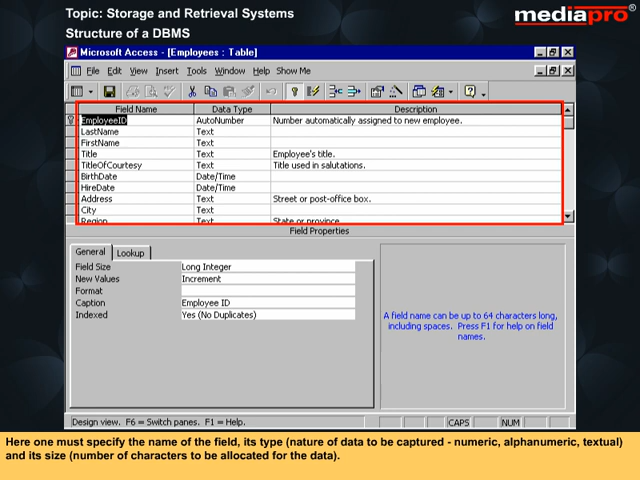 Topic: Storage and Retrieval Systems
mediapro®
Structure of a DBMS
Microsoft Access - [Employees : Table]
File Edit View Insert Tools Window Help Show Me
Field Name Data Type Description
EmployeeID AutoNumber Number automatically assigned to new employee.
LastName Text
FirstName Text
Title Text Employee's title.
TitleOfCourtesy Text Title used in salutations.
BirthDate Date/Time
HireDate Date/Time
Address Text Street or post-office box.
City Text
Region Text State or province.
Field Properties
General Lookup
Field Size Long Integer
New Values Increment
Format
Caption Employee ID
Indexed Yes (No Duplicates)
A field name can be up to 64 characters long,
including spaces. Press F1 for help on field
names.
Design view. F6 = Switch panes. F1 = Help. CAPS NUM
Here one must specify the name of the field, its type (nature of data to be captured - numeric, alphanumeric, textual)
and its size (number of characters to be allocated for the data).